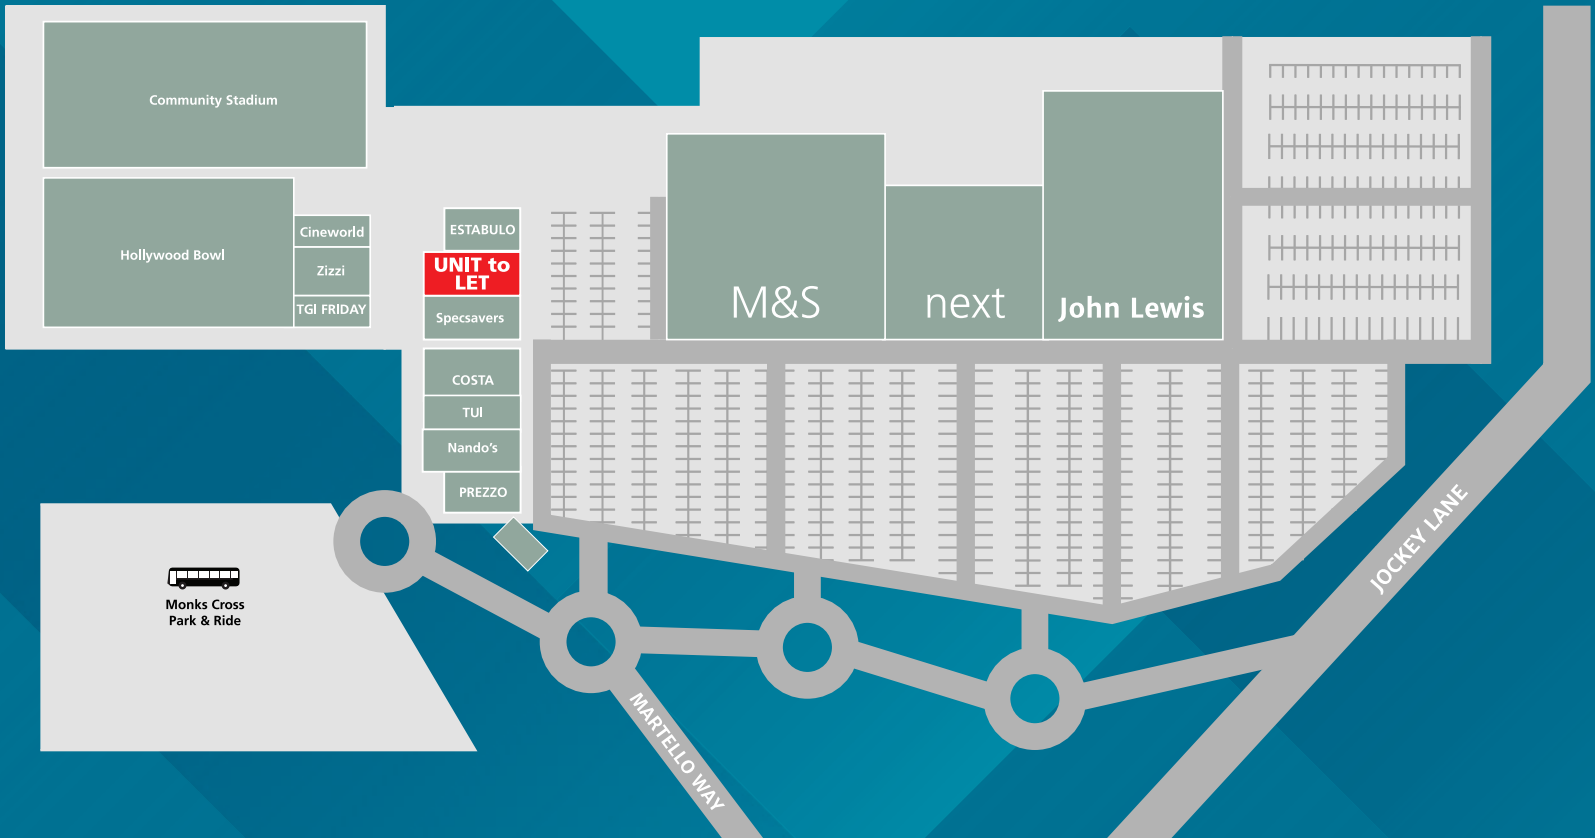 Community Stadium
Hollywood Bowl
Cineworld
Zizzi
TGI FRIDAY
ESTABULO
UNIT to
LET
Specsavers
COSTA
TUI
Nando’s
PREZZO
M&S
next
John Lewis
Monks Cross
Park & Ride
MARTELLO WAY
JOCKEY LANE